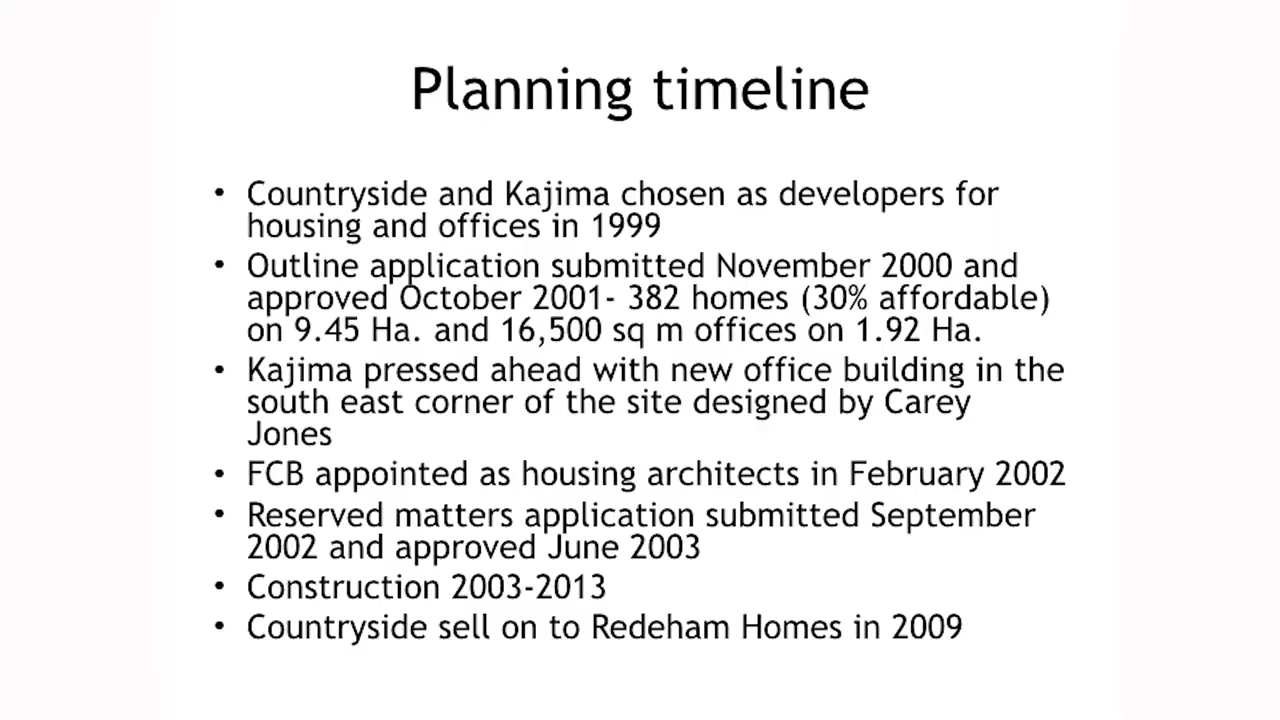 Planning timeline
• Countryside and Kajima chosen as developers for
housing and offices in 1999
• Outline application submitted November 2000 and
approved October 2001- 382 homes (30% affordable)
on 9.45 Ha. and 16,500 sq m offices on 1.92 Ha.
• Kajima pressed ahead with new office building in the
south east corner of the site designed by Carey
Jones
• FCB appointed as housing architects in February 2002
• Reserved matters application submitted September
2002 and approved June 2003
• Construction 2003-2013
• Countryside sell on to Redeham Homes in 2009